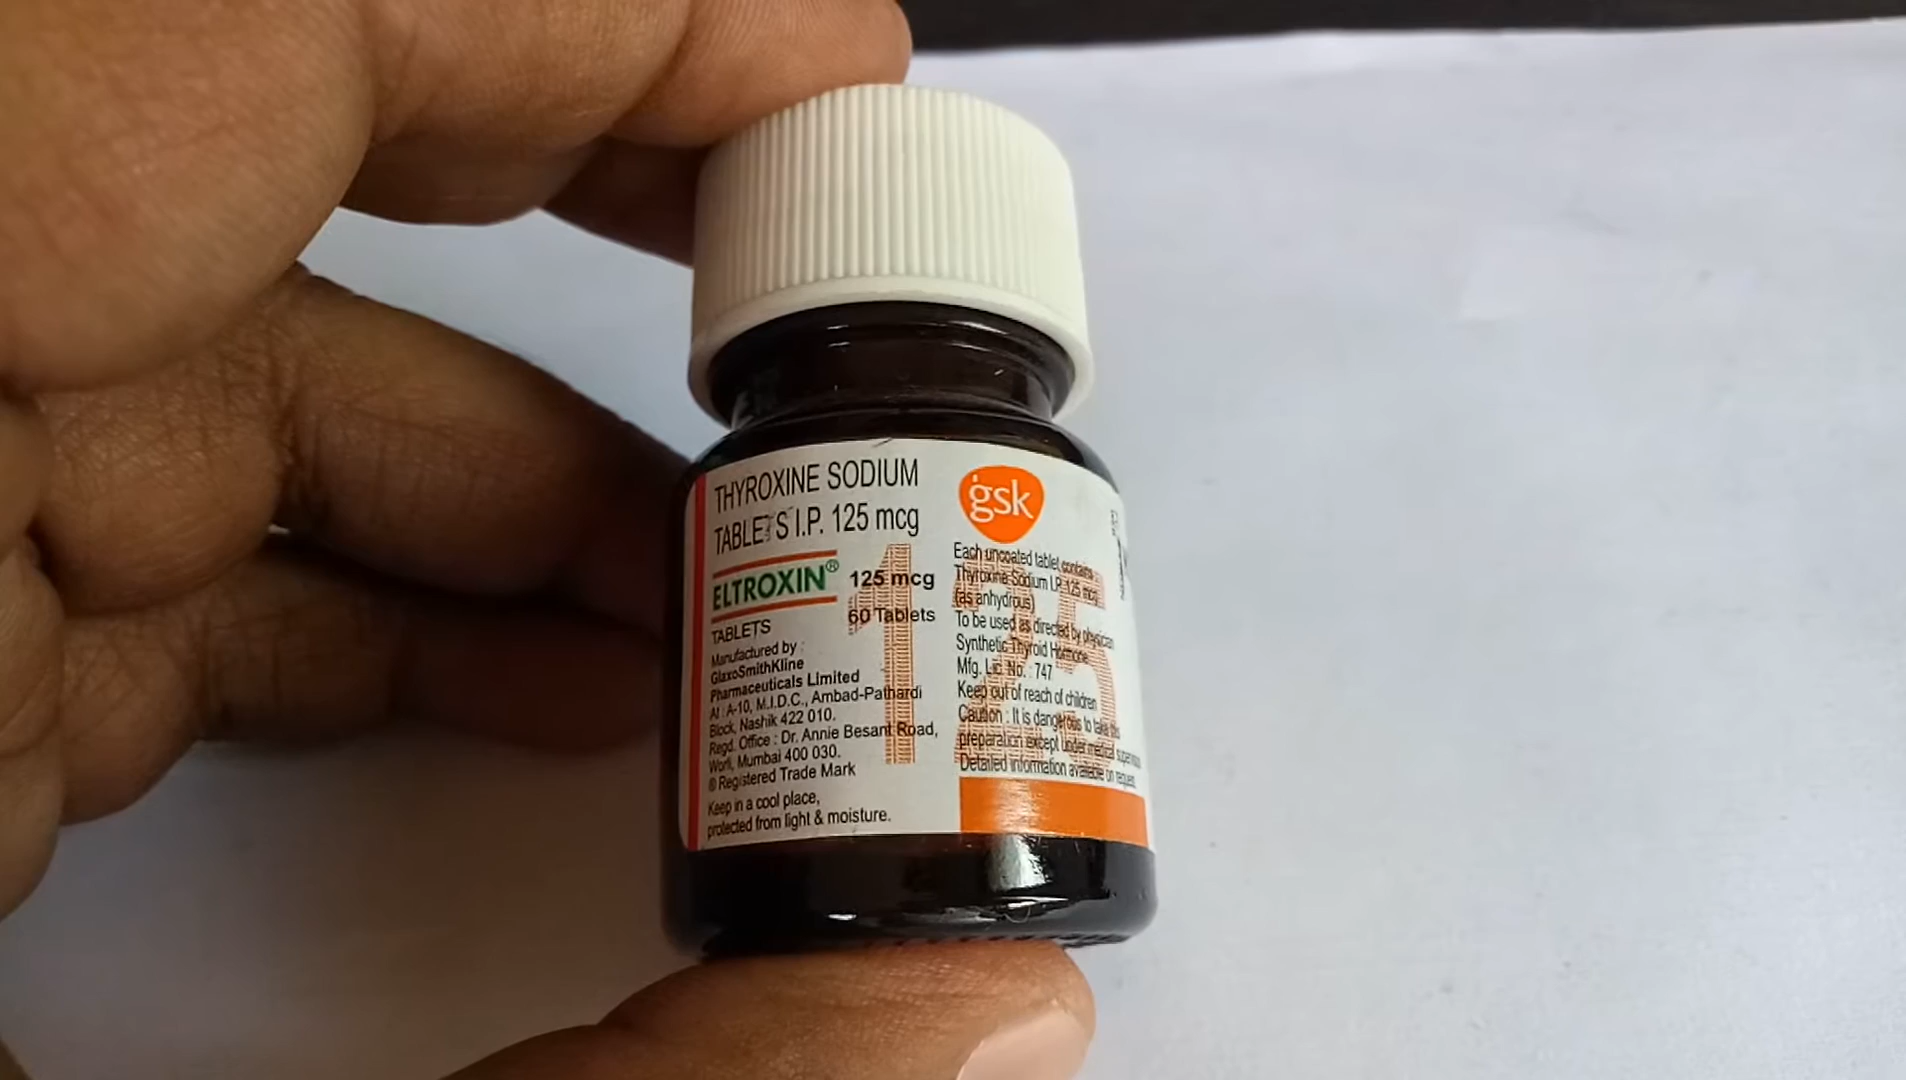 THYROXINE SODIUM
TABLETS I.P. 125 mcg
ELTROXIN®
125 mcg
60 Tablets
TABLETS
Manufactured by :
GlaxoSmithKline
Pharmaceuticals Limited
At : A-10, M.I.D.C., Ambad-Pathardi
Block, Nashik 422 010.
Regd. Office : Dr. Annie Besant Road,
Worli, Mumbai 400 030.
® Registered Trade Mark
Keep in a cool place,
protected from light & moisture.
gsk
125
Each uncoated tablet contains
Thyroxine Sodium I.P. 125 mcg
(as anhydrous)
To be used as directed by physican
Synthetic Thyroid Hormone
Mfg. Lic. No. : 747
Keep out of reach of children
Caution : It is dangerous to take this
preparation except under medical
Detailed information available on request